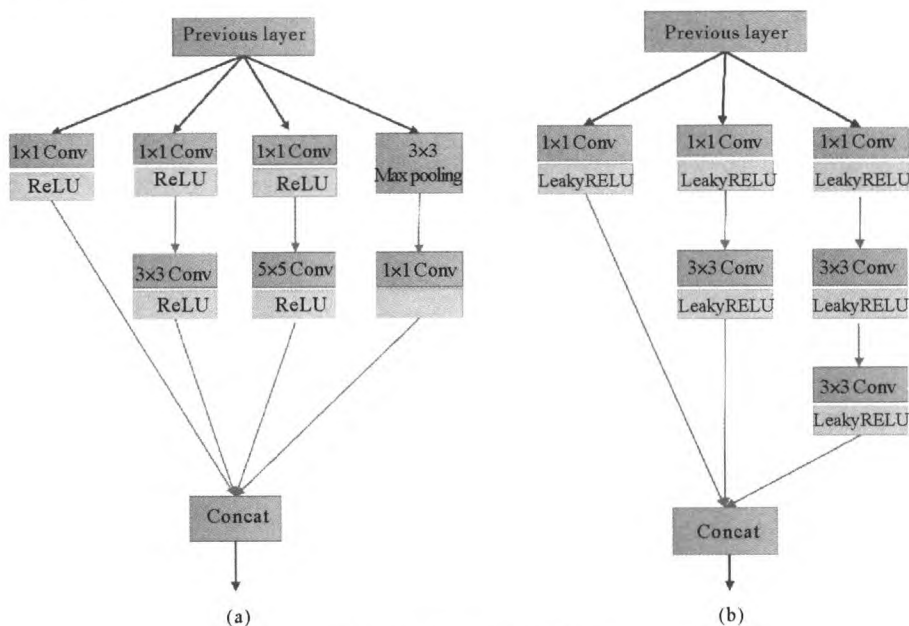 Previous layer
1×1 Conv
ReLU
1×1 Conv
ReLU
1×1 Conv
ReLU
3×3
Max pooling
3×3 Conv
ReLU
5×5 Conv
ReLU
1×1 Conv
Concat
(a)
Previous layer
1×1 Conv
LeakyRELU
1×1 Conv
LeakyRELU
1×1 Conv
LeakyRELU
3×3 Conv
LeakyRELU
3×3 Conv
LeakyRELU
3×3 Conv
LeakyRELU
Concat
(b)